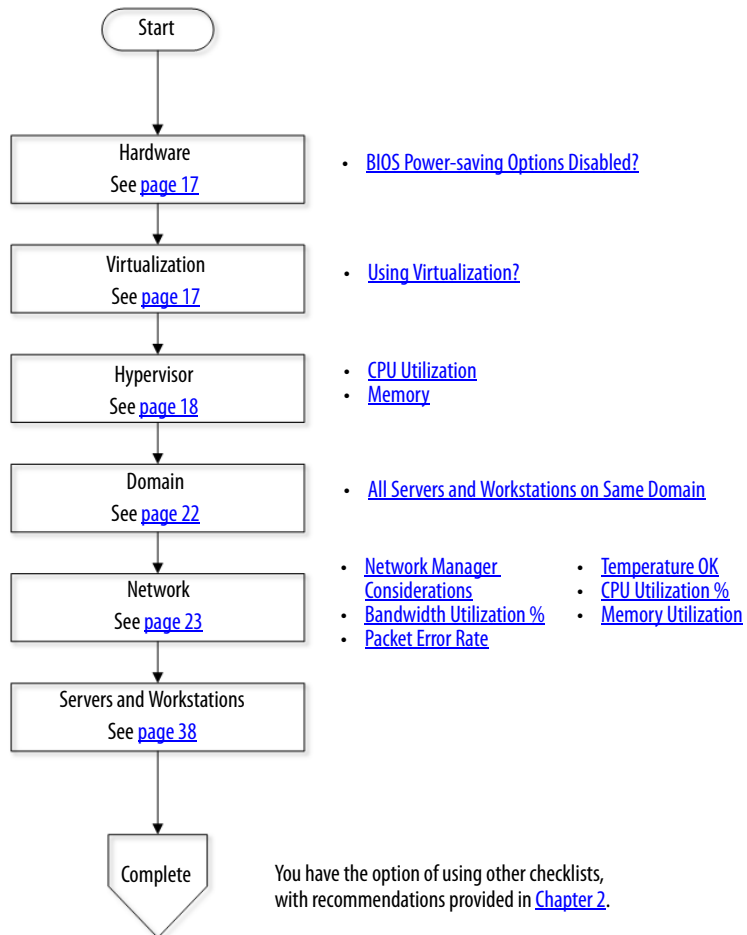 Start
Hardware
See page 17
• BIOS Power-saving Options Disabled?
Virtualization
See page 17
• Using Virtualization?
Hypervisor
See page 18
• CPU Utilization
• Memory
Domain
See page 22
• All Servers and Workstations on Same Domain
Network
See page 23
• Network Manager
Considerations
• Bandwidth Utilization %
• Packet Error Rate
• Temperature OK
• CPU Utilization %
• Memory Utilization
Servers and Workstations
See page 38
Complete
You have the option of using other checklists,
with recommendations provided in Chapter 2.